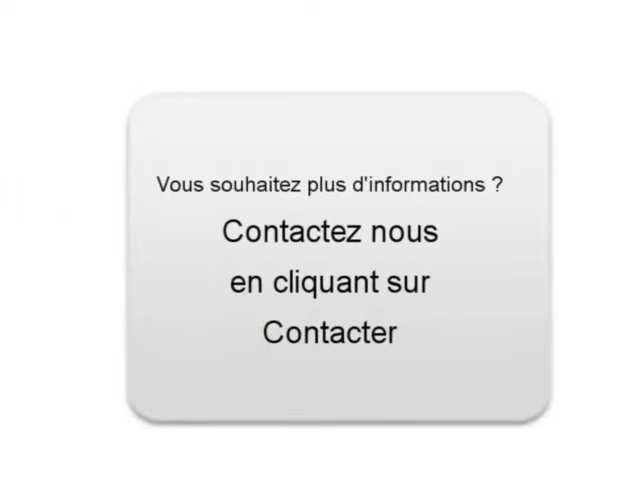 Vous souhaitez plus d'informations ?
Contactez nous
en cliquant sur
Contacter